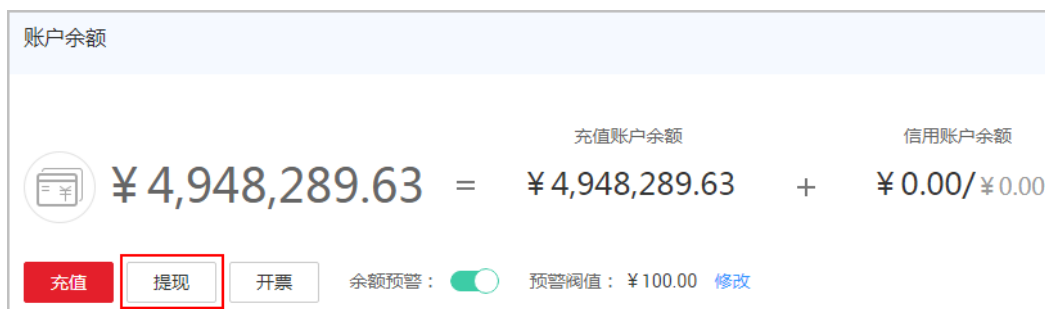 账户余额
充值账户余额 信用账户余额
¥4,948,289.63 = ¥4,948,289.63 + ¥0.00/¥0.00
充值 提现 开票 余额预警： 预警阀值：¥100.00 修改